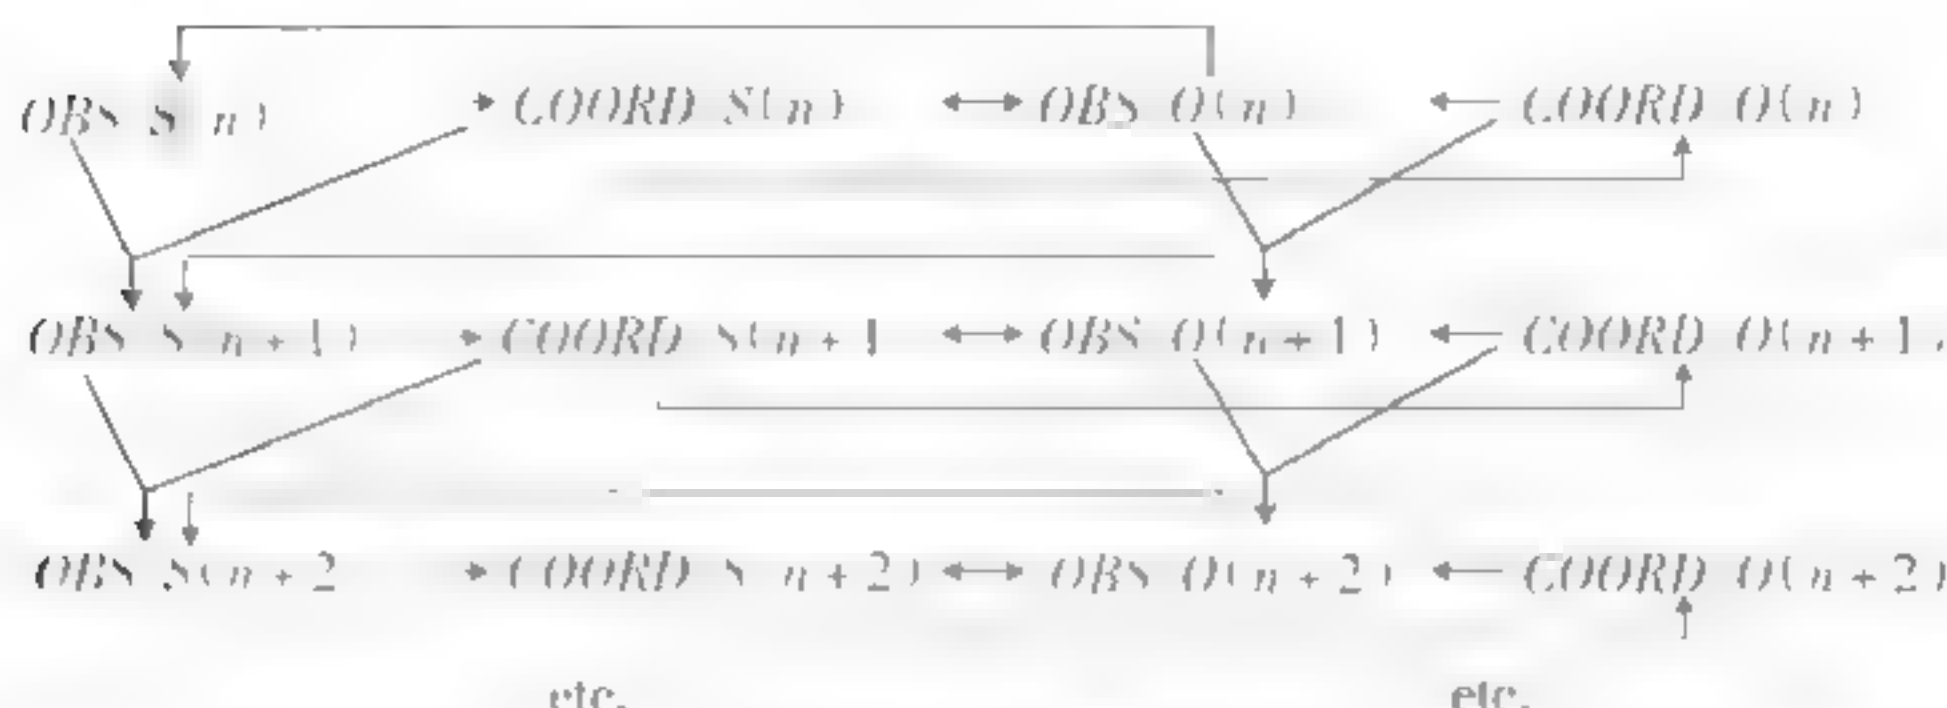 OBS S(n) COORD S(n) OBS O(n) COORD O(n)
OBS S(n + 1) COORD S(n + 1 OBS O(n + 1) COORD O(n + 1
OBS S(n + 2 COORD S(n + 2) OBS O(n + 2) COORD O(n + 2)
etc. etc.